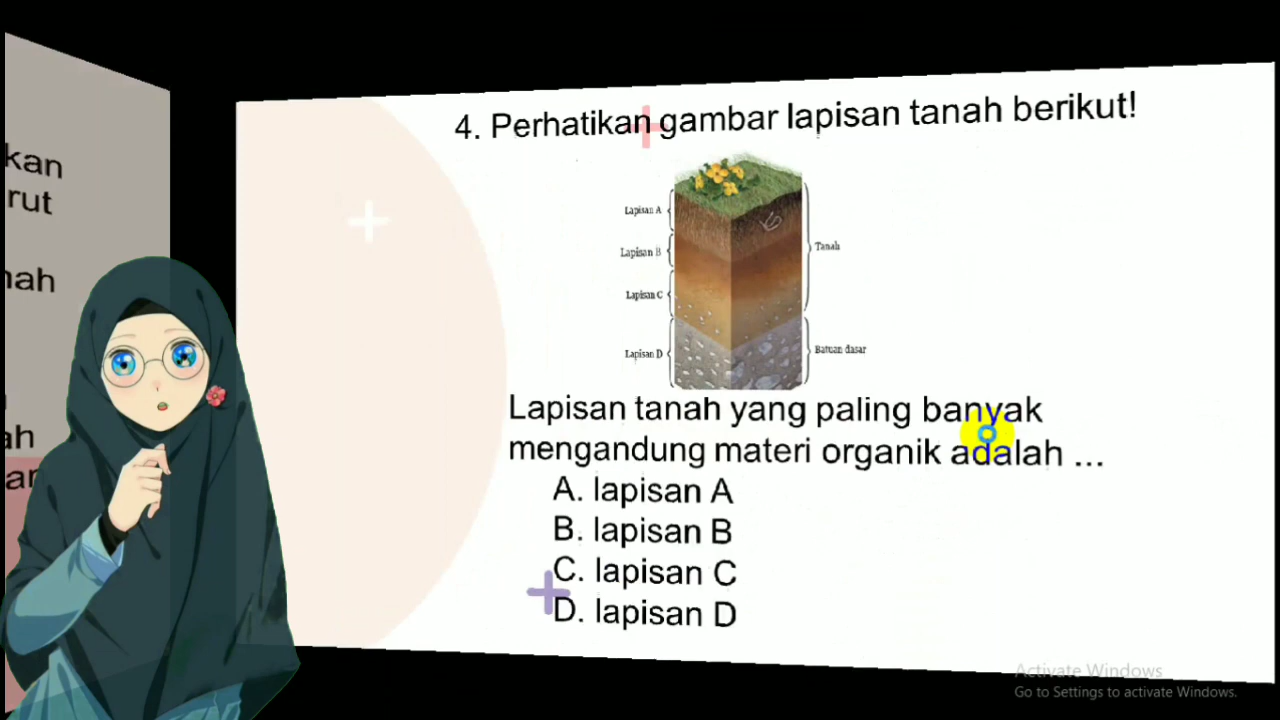 kan
rut
nah
ah
4. Perhatikan gambar lapisan tanah berikut!
Lapisan A
Lapisan B
Lapisan C
Lapisan D
Tanah
Batuan dasar
Lapisan tanah yang paling banyak
mengandung materi organik adalah ...
A. lapisan A
B. lapisan B
C. lapisan C
D. lapisan D
Activate Windows
Go to Settings to activate Windows.